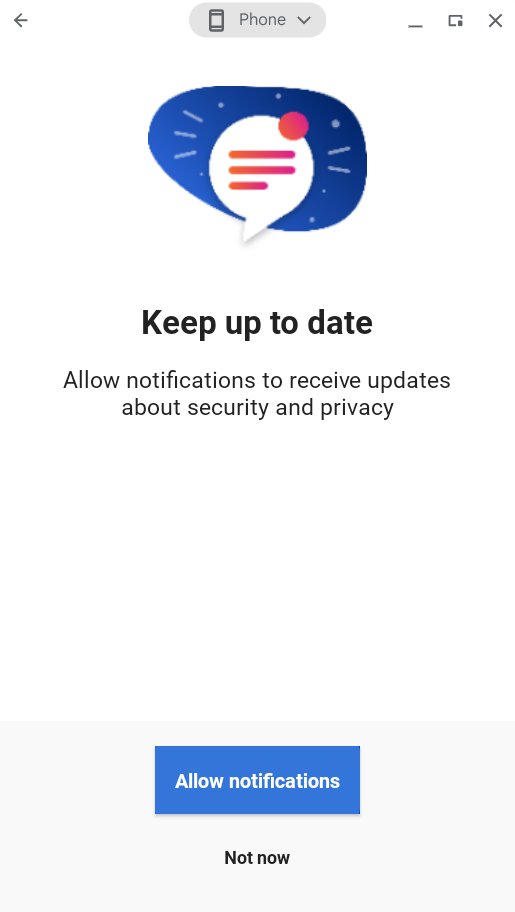 Phone
Keep up to date
Allow notifications to receive updates
about security and privacy
Allow notifications
Not now